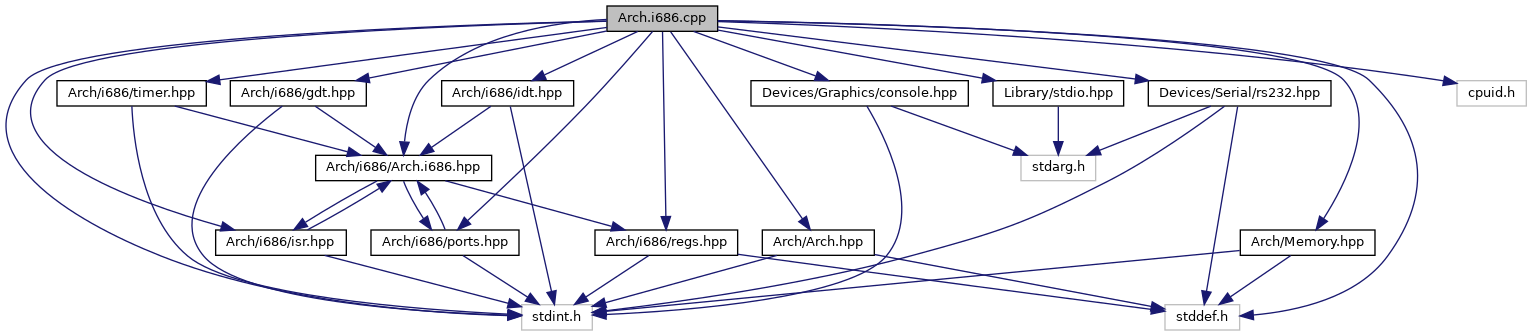 Arch.i686.cpp
Arch/i686/timer.hpp
Arch/i686/gdt.hpp
Arch/i686/idt.hpp
Devices/Graphics/console.hpp
Library/stdio.hpp
Devices/Serial/rs232.hpp
cpuid.h
Arch/i686/Arch.i686.hpp
stdarg.h
Arch/i686/isr.hpp
Arch/i686/ports.hpp
Arch/i686/regs.hpp
Arch/Arch.hpp
Arch/Memory.hpp
stdint.h
stddef.h